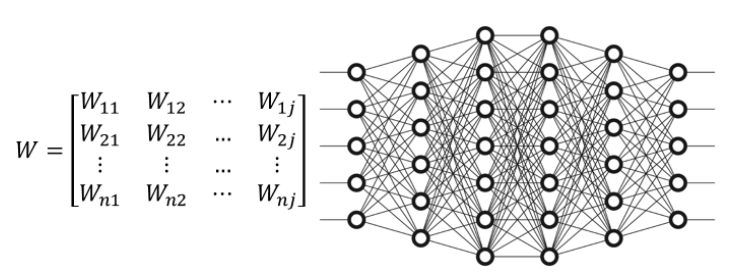 W₁₁ W₁₂ ⋯ W₁ⱼ
W₂₁ W₂₂ ... W₂ⱼ
W =
⋮ ⋮ ... ⋮
Wₙ₁ Wₙ₂ ⋯ Wₙⱼ